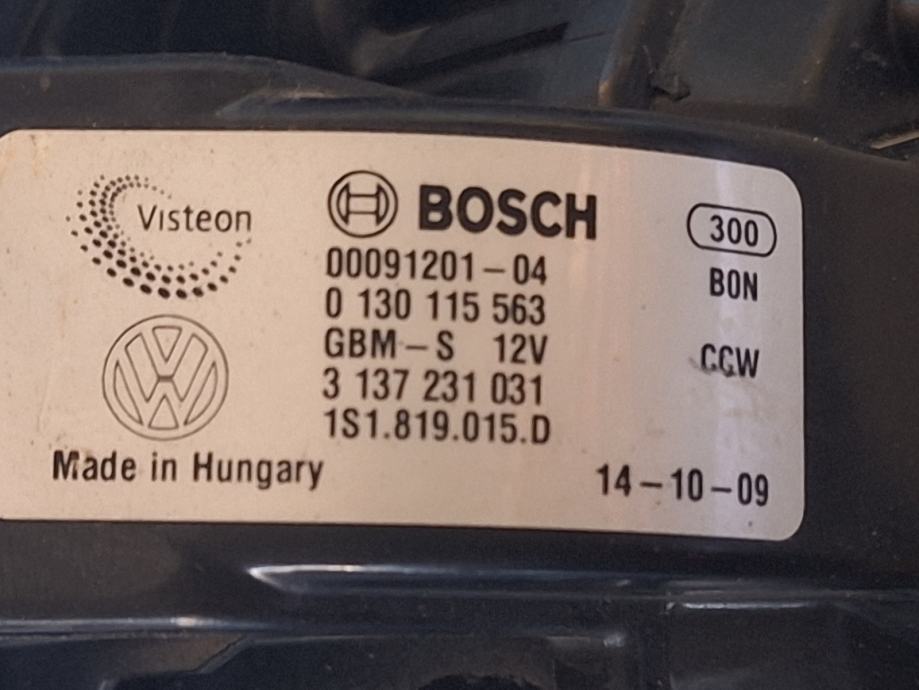 Visteon
BOSCH
300
00091201-04
BON
0 130 115 563
GBM-S 12V
CCW
3 137 231 031
1S1.819.015.D
Made in Hungary
14-10-09